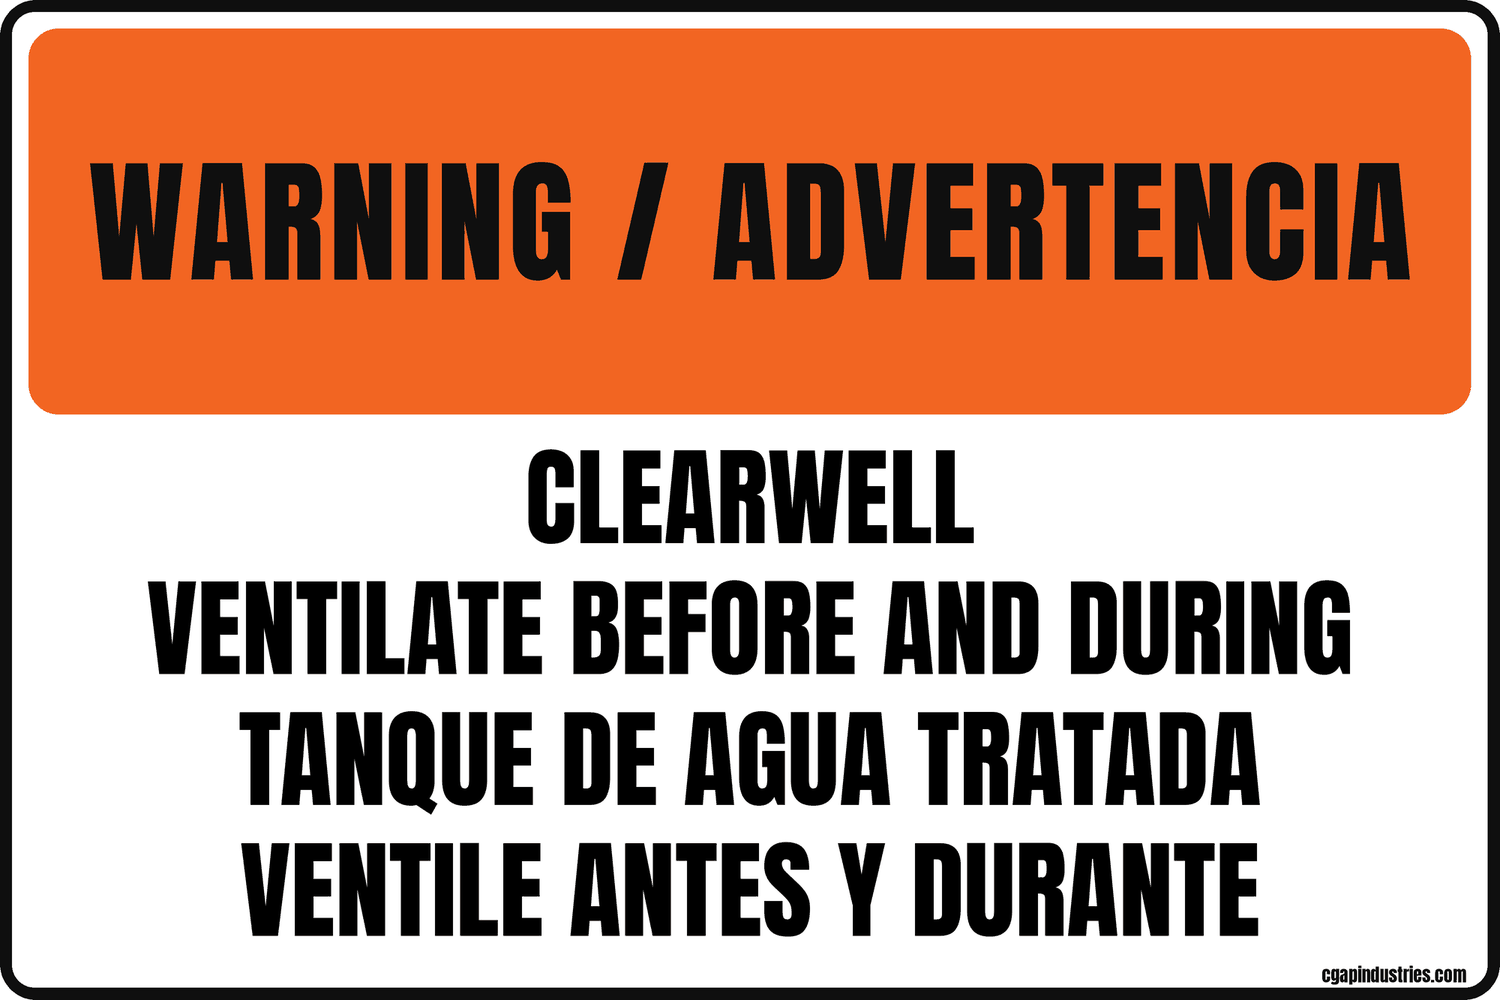 WARNING / ADVERTENCIA
CLEARWELL
VENTILATE BEFORE AND DURING
TANQUE DE AGUA TRATADA
VENTILE ANTES Y DURANTE
cgapindustries.com